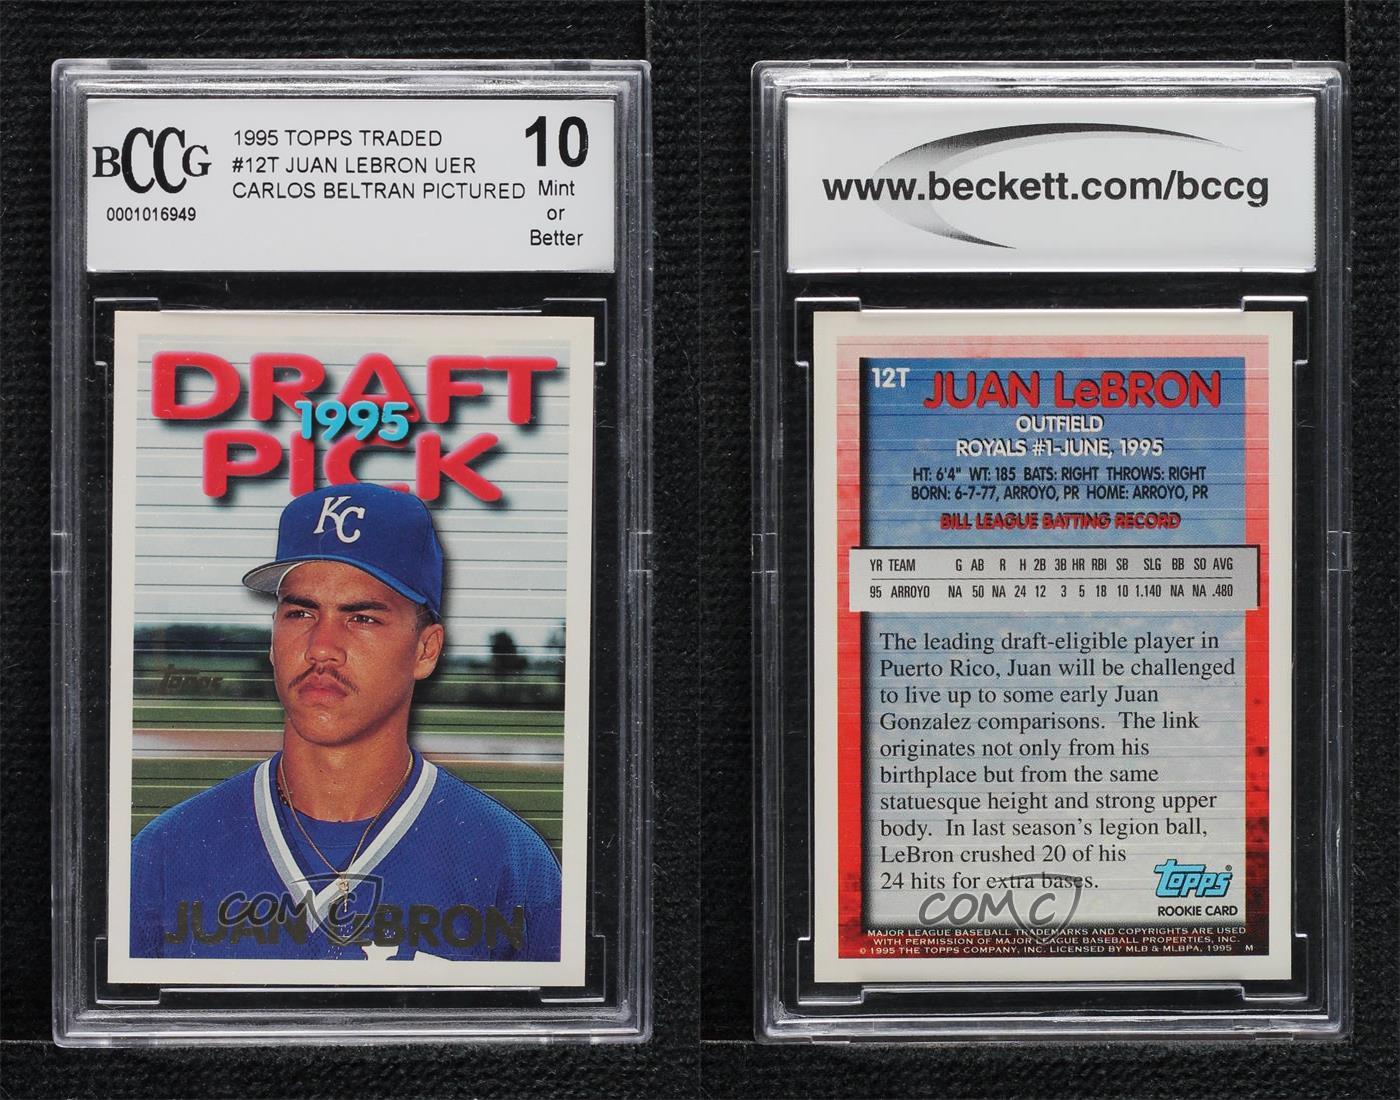 BCCG
0001016949
1995 TOPPS TRADED
#12T JUAN LEBRON UER
CARLOS BELTRAN PICTURED
10
Mint
or
Better
DRAFT
1995
PICK
KC
topps
JUAN LeBRON
COMC
www.beckett.com/bccg
12T
JUAN LeBRON
OUTFIELD
ROYALS #1-JUNE, 1995
HT: 6'4" WT: 185 BATS: RIGHT THROWS: RIGHT
BORN: 6-7-77, ARROYO, PR HOME: ARROYO, PR
BILL LEAGUE BATTING RECORD
YR TEAM G AB R H 2B 3B HR RBI SB SLG BB SO AVG
95 ARROYO NA 50 NA 24 12 3 5 18 10 1.140 NA NA .480
The leading draft-eligible player in
Puerto Rico, Juan will be challenged
to live up to some early Juan
Gonzalez comparisons. The link
originates not only from his
birthplace but from the same
statuesque height and strong upper
body. In last season's legion ball,
LeBron crushed 20 of his
24 hits for extra bases.
topps®
ROOKIE CARD
COMC
MAJOR LEAGUE BASEBALL TRADEMARKS AND COPYRIGHTS ARE USED
WITH PERMISSION OF MAJOR LEAGUE BASEBALL PROPERTIES, INC.
© 1995 THE TOPPS COMPANY, INC. LICENSED BY MLB & MLBPA, 1995 M